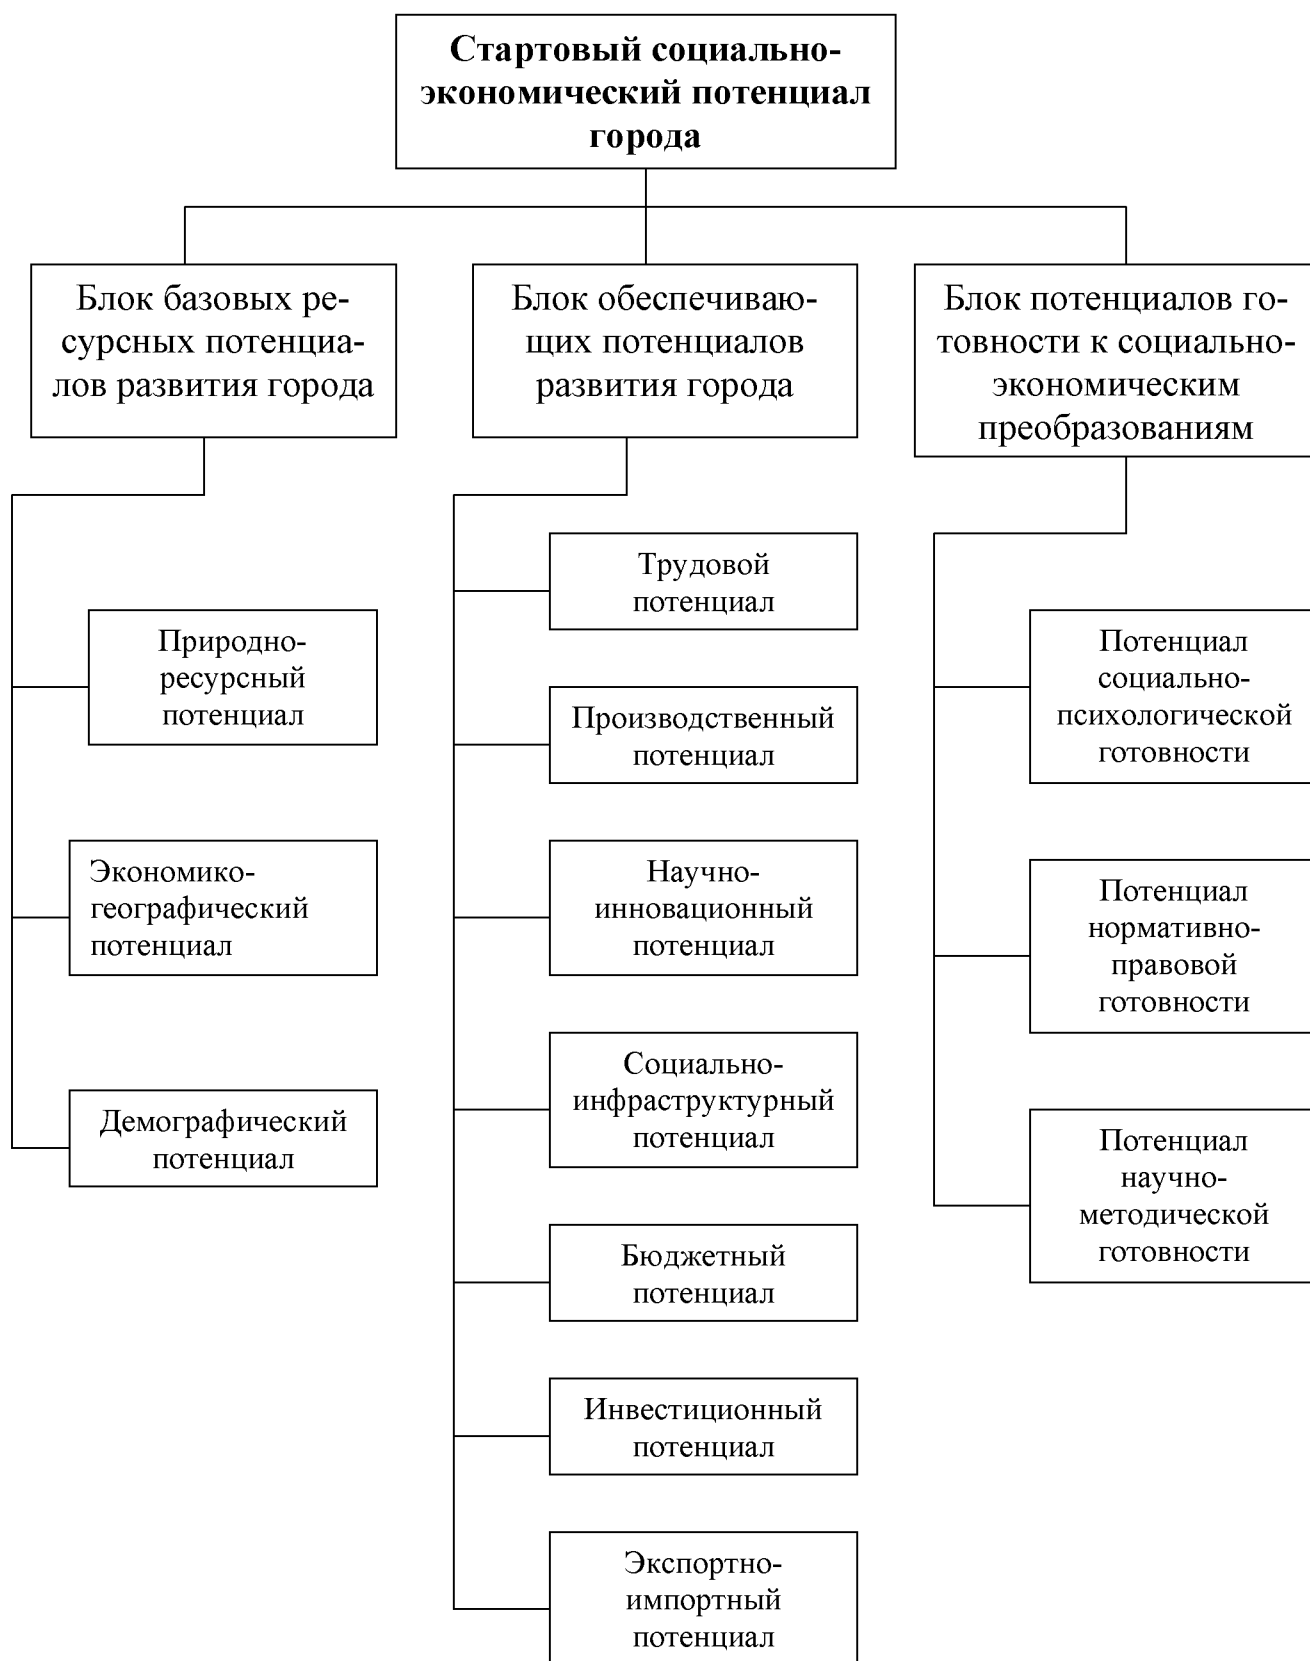 Стартовый социально-
экономический потенциал
города
Блок базовых ре-
сурсных потенциа-
лов развития города
Блок обеспечиваю-
щих потенциалов
развития города
Блок потенциалов го-
товности к социально-
экономическим
преобразованиям
Природно-
ресурсный
потенциал
Экономико-
географический
потенциал
Демографический
потенциал
Трудовой
потенциал
Производственный
потенциал
Научно-
инновационный
потенциал
Социально-
инфраструктурный
потенциал
Бюджетный
потенциал
Инвестиционный
потенциал
Экспортно-
импортный
потенциал
Потенциал
социально-
психологической
готовности
Потенциал
нормативно-
правовой
готовности
Потенциал
научно-
методической
готовности